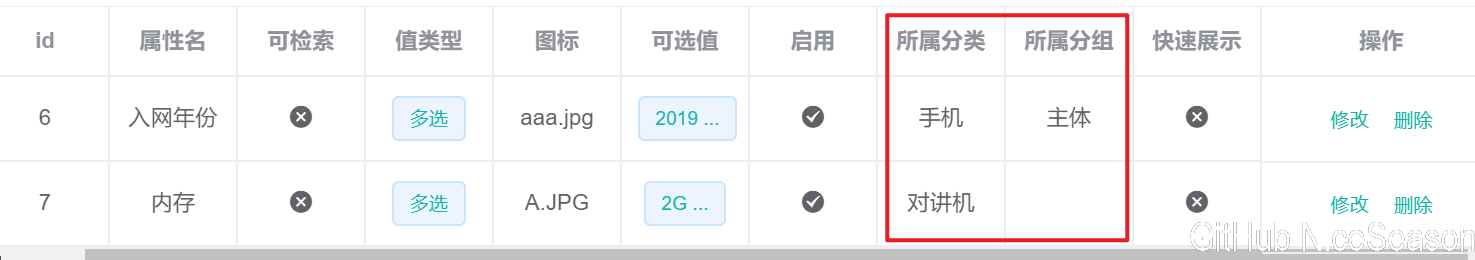 id 属性名 可检索 值类型 图标 可选值 启用 所属分类 所属分组 快速展示 操作
6 入网年份 多选 aaa.jpg 2019 ... 手机 主体 修改 删除
7 内存 多选 A.JPG 2G ... 对讲机 修改 删除
GitHub N.ceSeason